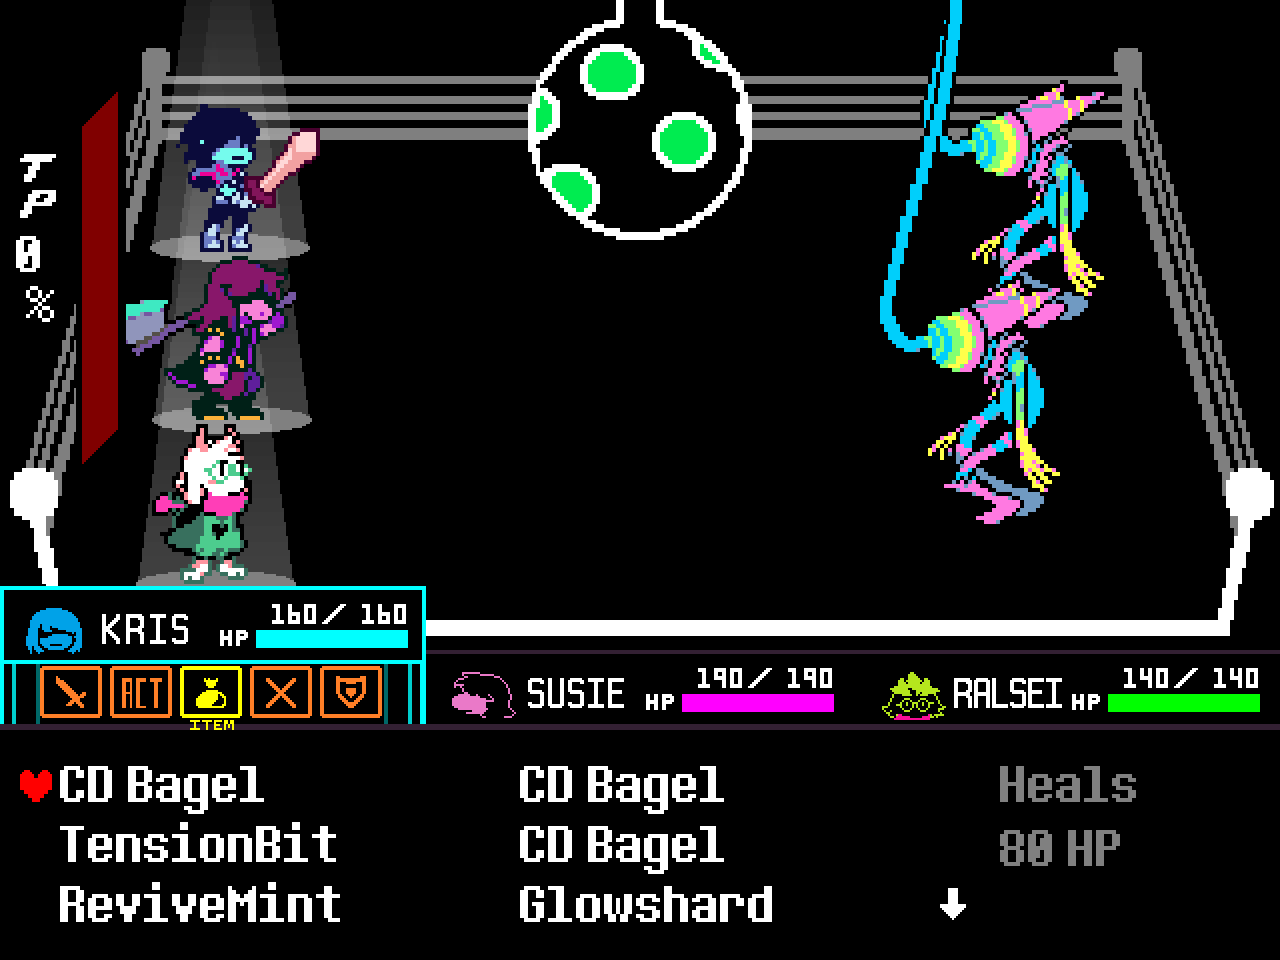 TP
0
%
KRIS HP 160/ 160
ACT
ITEM
SUSIE HP 190/ 190
RALSEI HP 140/ 140
CD Bagel CD Bagel Heals
TensionBit CD Bagel 80 HP
ReviveMint Glowshard